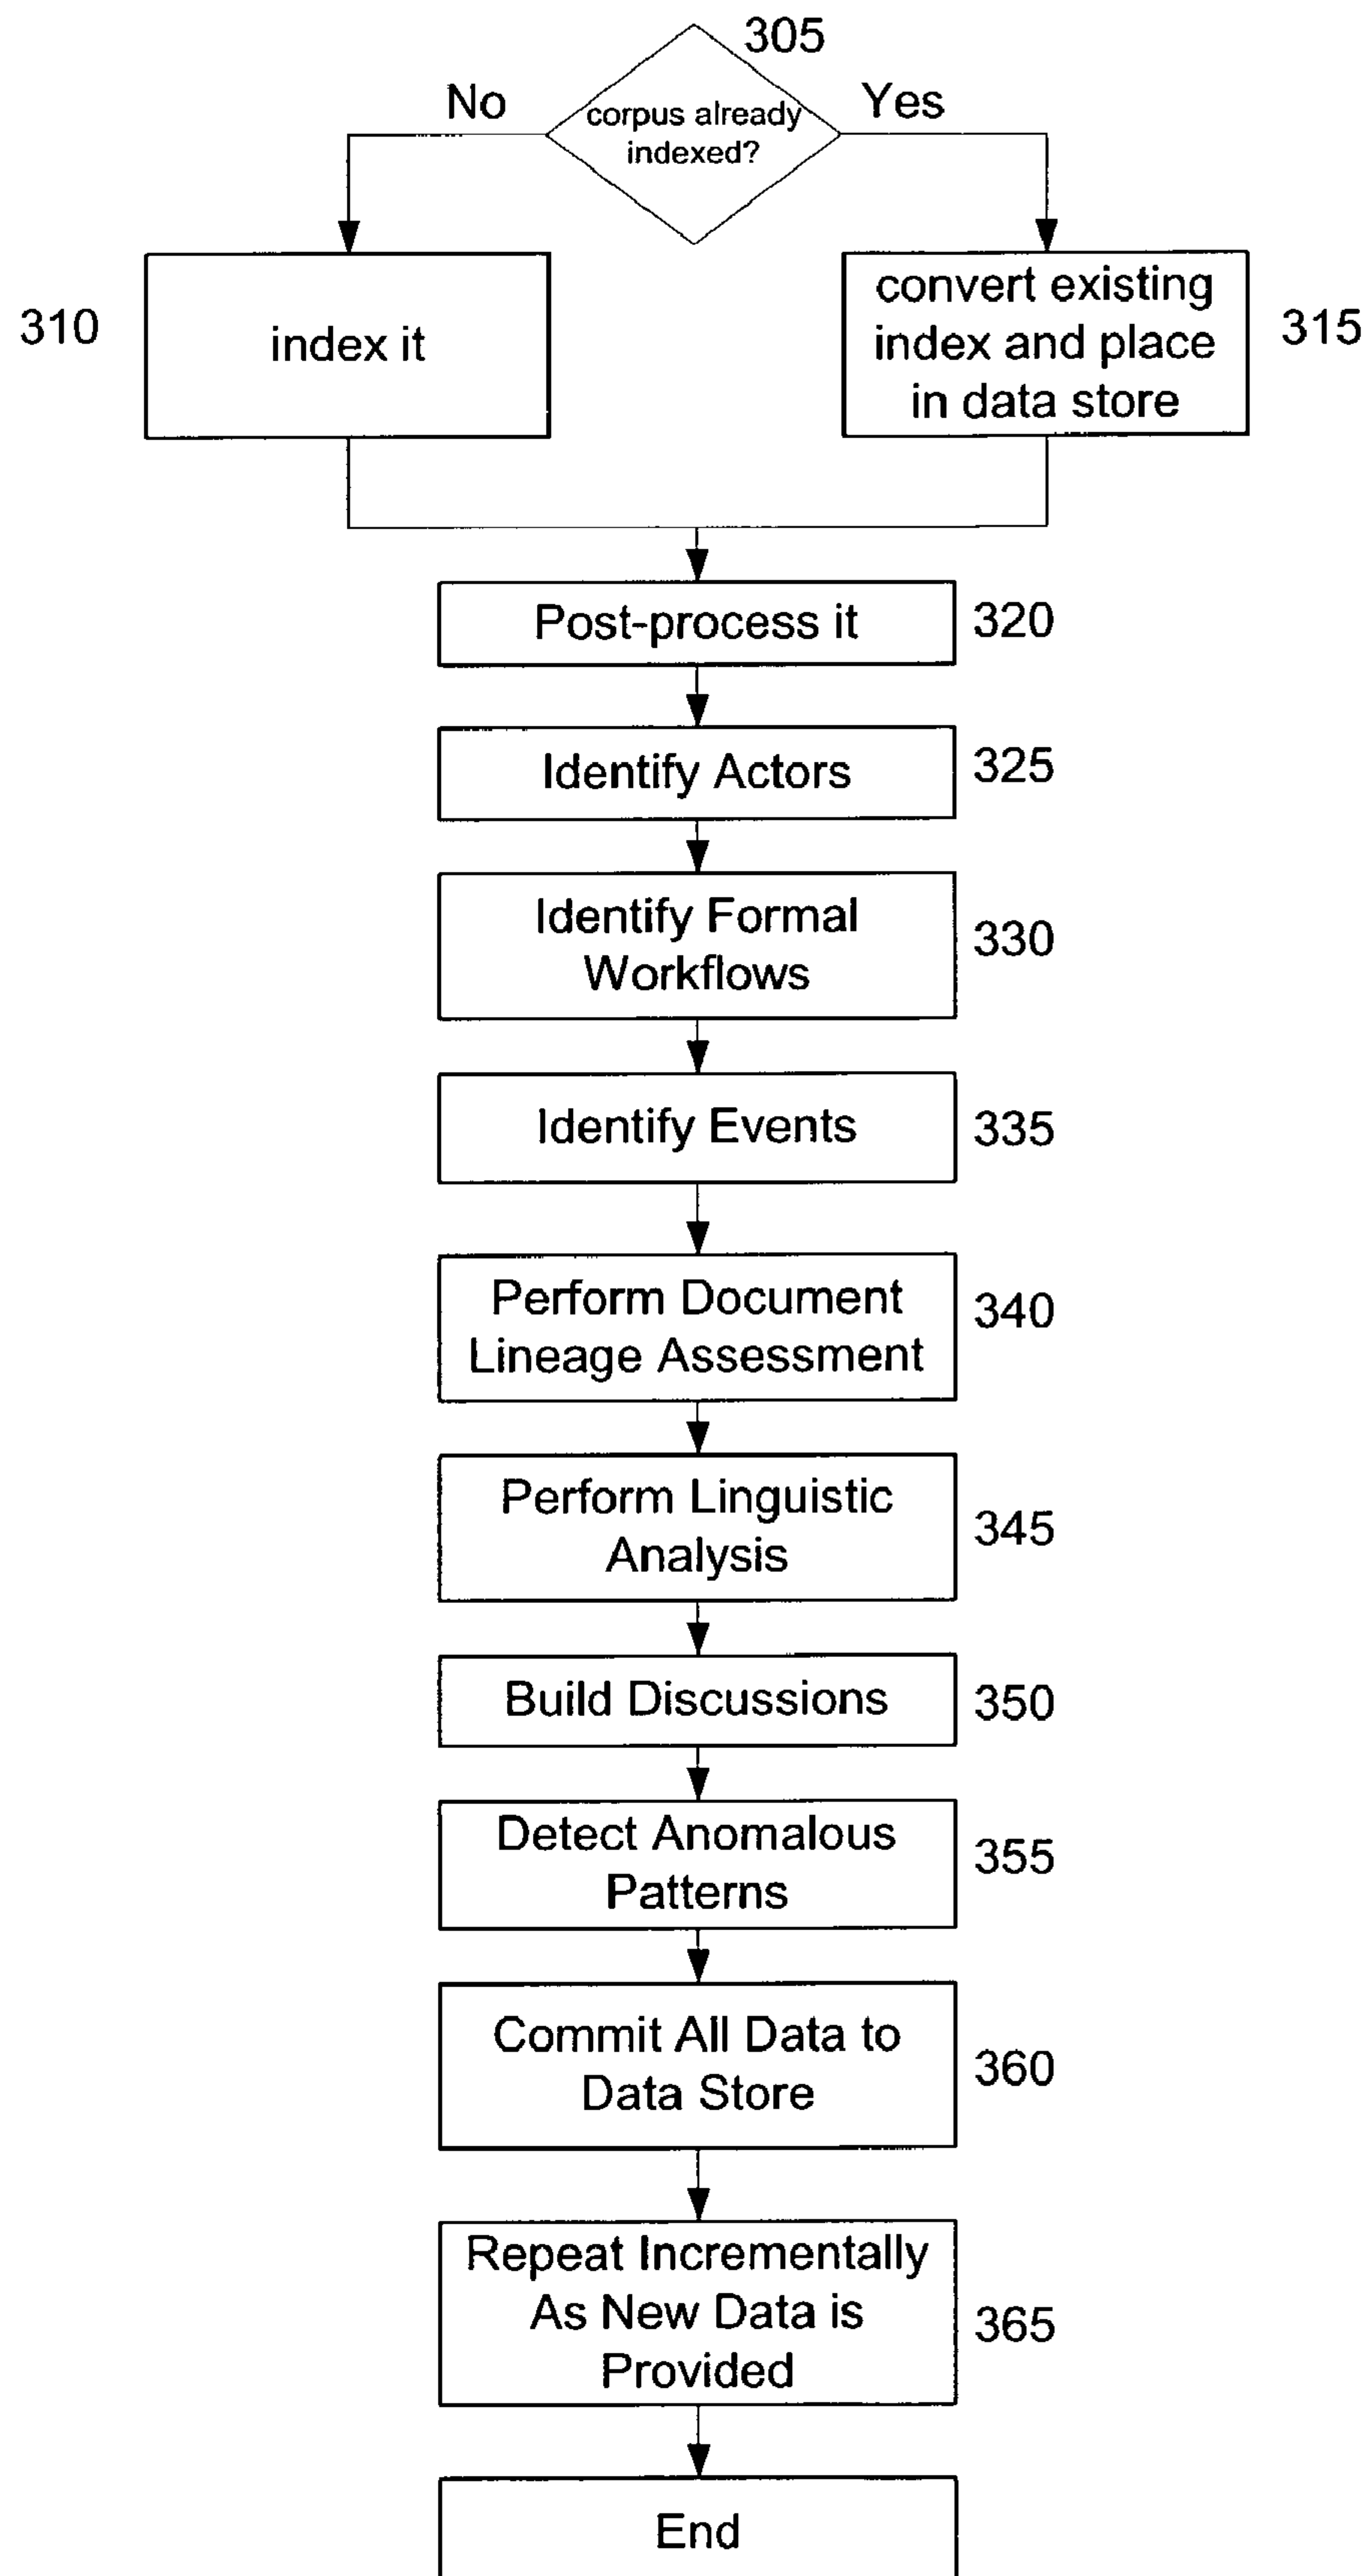 305
No
Yes
corpus already
indexed?
310
index it
convert existing
index and place
in data store
315
Post-process it
320
Identify Actors
325
Identify Formal
Workflows
330
Identify Events
335
Perform Document
Lineage Assessment
340
Perform Linguistic
Analysis
345
Build Discussions
350
Detect Anomalous
Patterns
355
Commit All Data to
Data Store
360
Repeat Incrementally
As New Data is
Provided
365
End